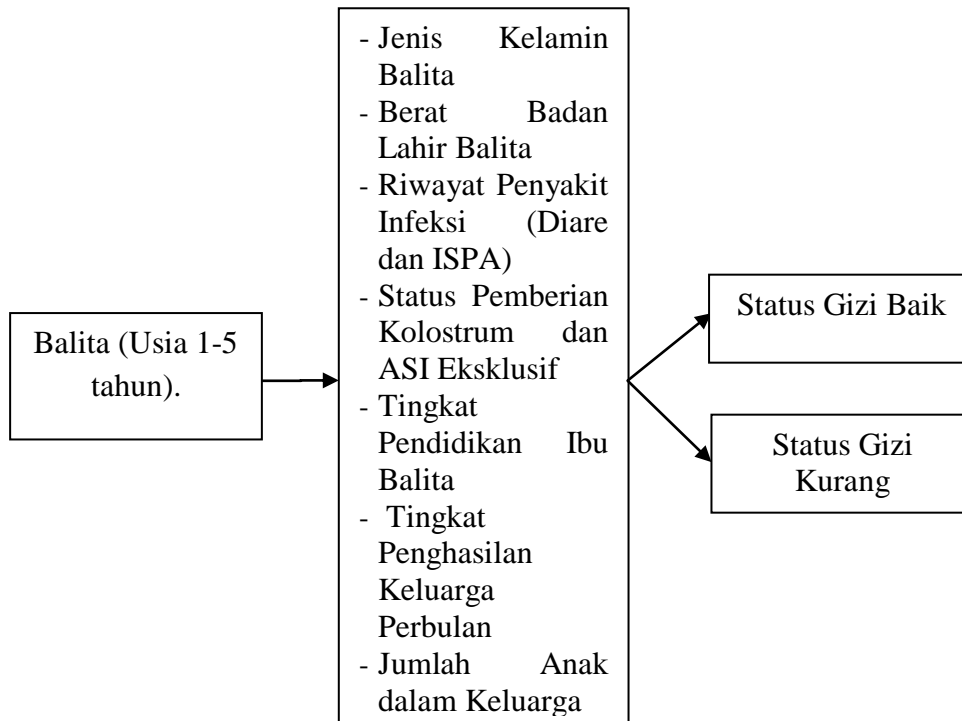 Balita (Usia 1-5
tahun).
- Jenis Kelamin
Balita
- Berat Badan
Lahir Balita
- Riwayat Penyakit
Infeksi (Diare
dan ISPA)
- Status Pemberian
Kolostrum dan
ASI Eksklusif
- Tingkat
Pendidikan Ibu
Balita
- Tingkat
Penghasilan
Keluarga
Perbulan
- Jumlah Anak
dalam Keluarga
Status Gizi Baik
Status Gizi
Kurang